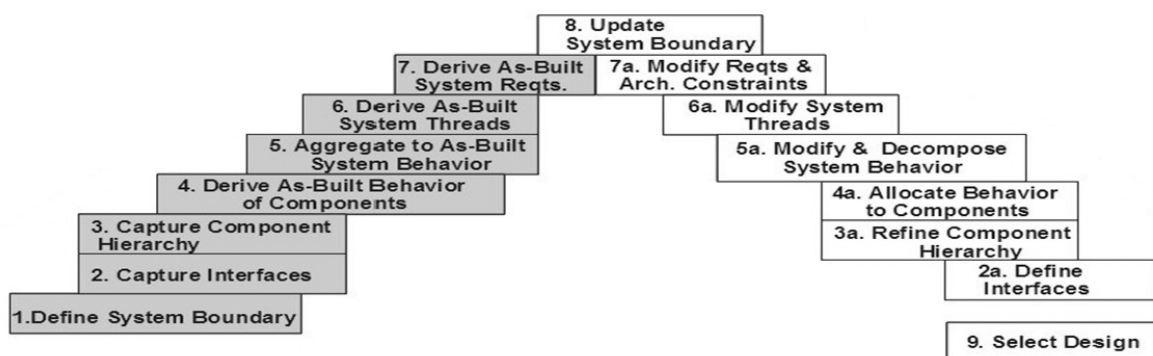 8. Update
System Boundary
7. Derive As-Built
System Reqts.
7a. Modify Reqts &
Arch. Constraints
6. Derive As-Built
System Threads
6a. Modify System
Threads
5. Aggregate to As-Built
System Behavior
5a. Modify & Decompose
System Behavior
4. Derive As-Built Behavior
of Components
4a. Allocate Behavior
to Components
3. Capture Component
Hierarchy
3a. Refine Component
Hierarchy
2. Capture Interfaces
2a. Define
Interfaces
1.Define System Boundary
9. Select Design